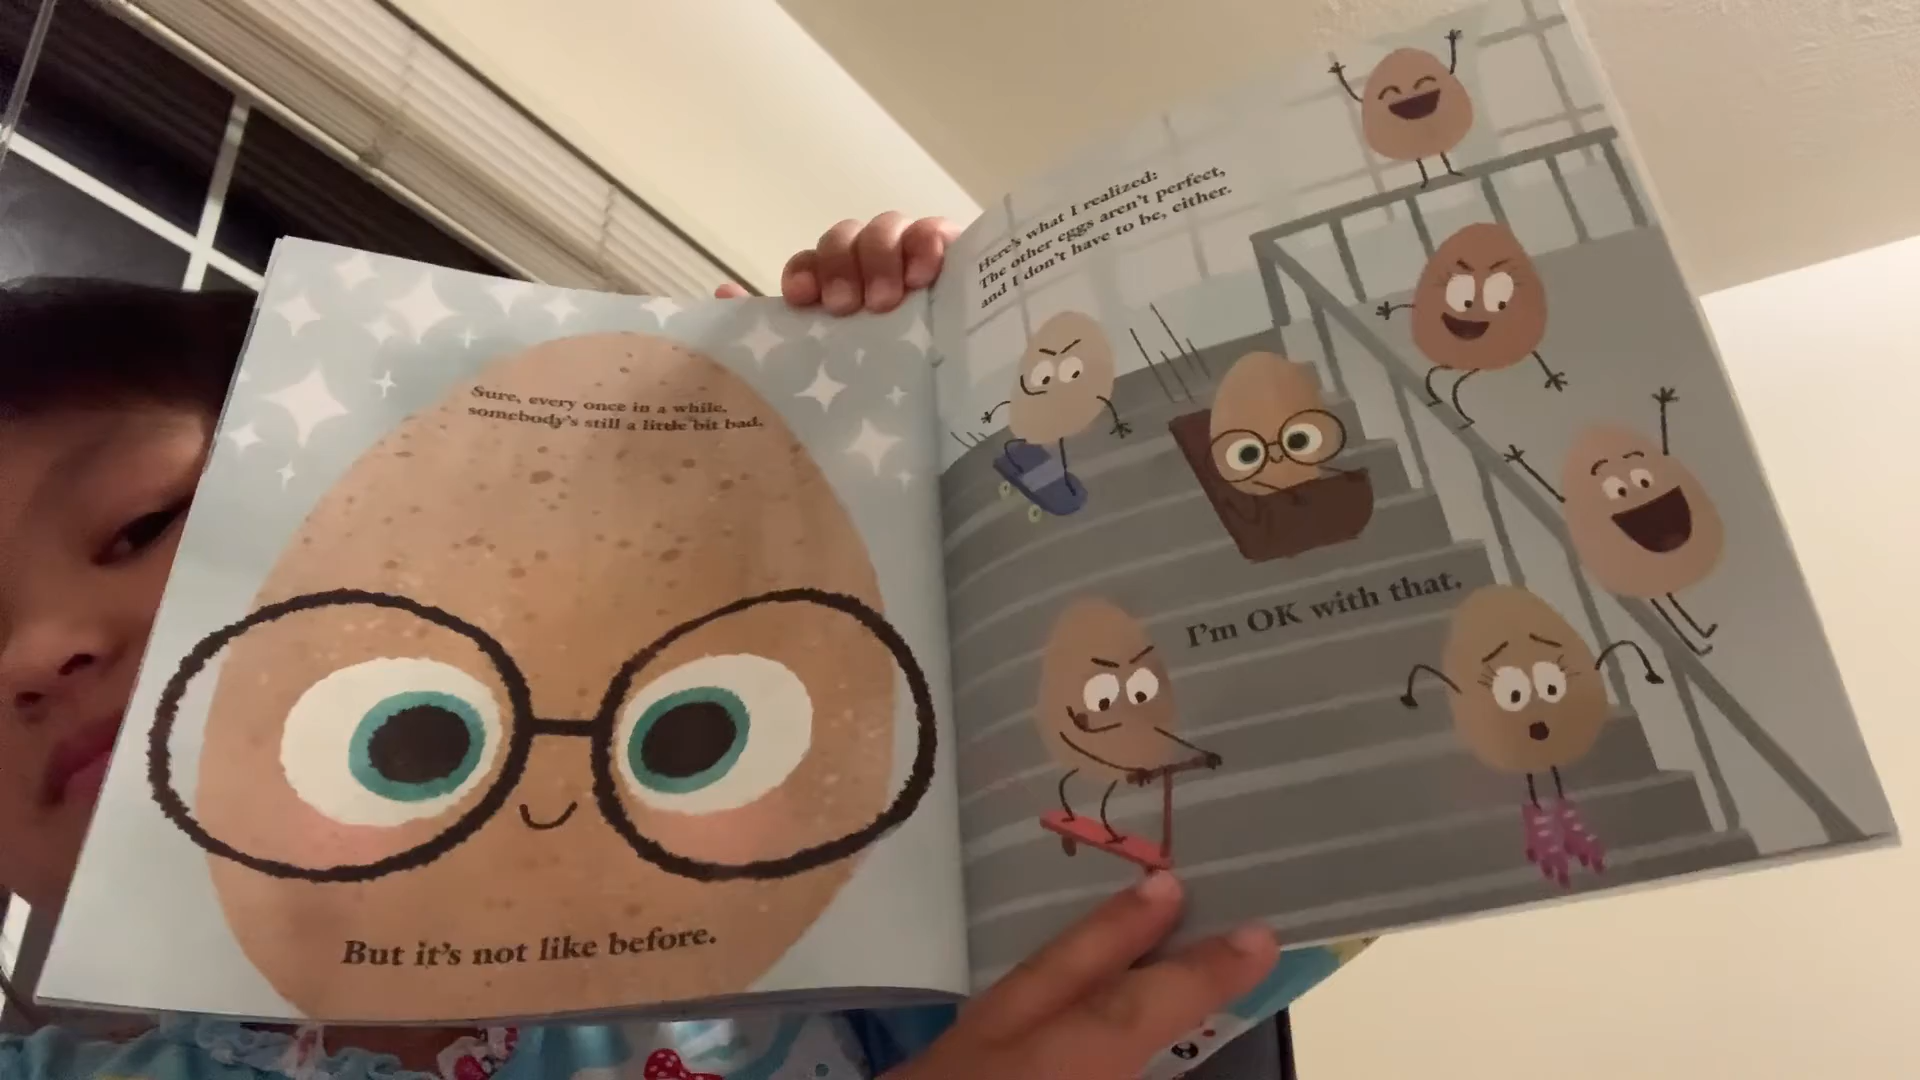 Sure, every once in a while,
somebody's still a little bit bad.
But it's not like before.
Here's what I realized:
The other eggs aren't perfect,
and I don't have to be, either.
I'm OK with that.